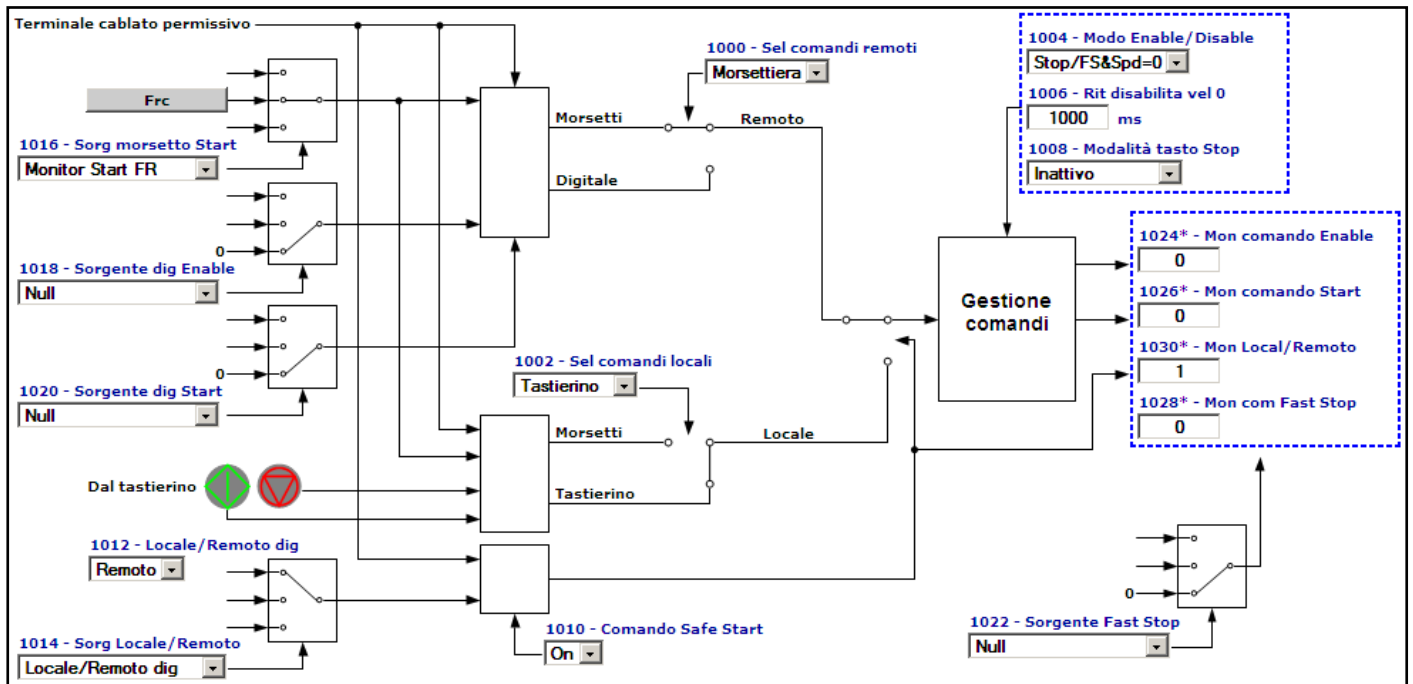 Terminale cablato permissivo
Frc
1016 - Sorg morsetto Start
Monitor Start FR
0
1018 - Sorgente dig Enable
Null
0
1020 - Sorgente dig Start
Null
Dal tastierino
1012 - Locale/Remoto dig
Remoto
1014 - Sorg Locale/Remoto
Locale/Remoto dig
1000 - Sel comandi remoti
Morsettiera
Morsetti
Remoto
Digitale
1002 - Sel comandi locali
Tastierino
Morsetti
Locale
Tastierino
1010 - Comando Safe Start
On
Gestione
comandi
1004 - Modo Enable/Disable
Stop/FS&Spd=0
1006 - Rit disabilita vel 0
1000 ms
1008 - Modalità tasto Stop
Inattivo
1024* - Mon comando Enable
0
1026* - Mon comando Start
0
1030* - Mon Local/Remoto
1
1028* - Mon com Fast Stop
0
0
1022 - Sorgente Fast Stop
Null